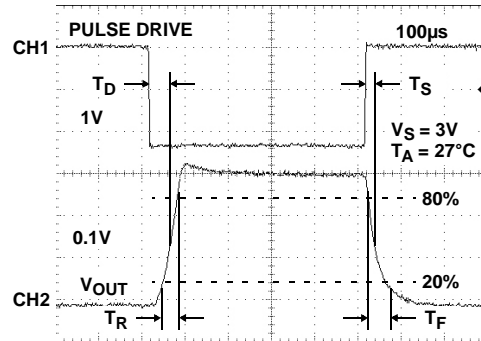 PULSE DRIVE
100µs
CH1
T_D
T_S
1V
V_S = 3V
T_A = 27°C
80%
0.1V
V_OUT
20%
CH2
T_R
T_F